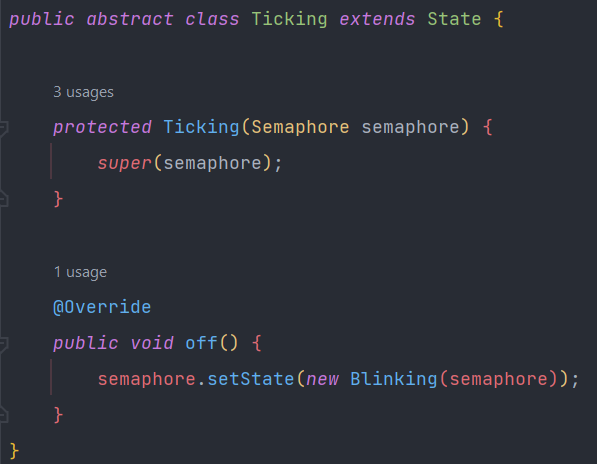 public abstract class Ticking extends State {
3 usages
protected Ticking(Semaphore semaphore) {
super(semaphore);
}
1 usage
@Override
public void off() {
semaphore.setState(new Blinking(semaphore));
}
}